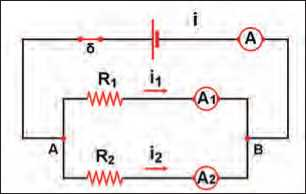 i
δ A
R₁ i₁ A₁
A B
R₂ i₂ A₂